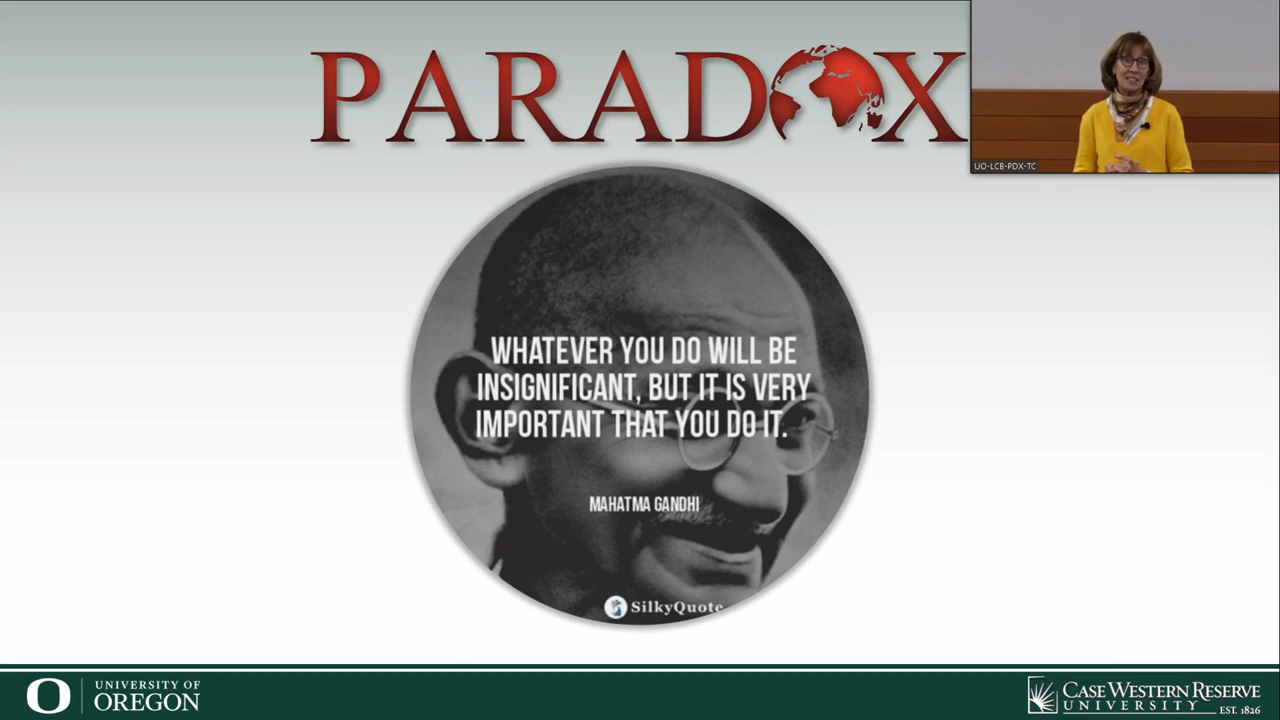 PARADOX
UO-LCB-PDX-TC
WHATEVER YOU DO WILL BE
INSIGNIFICANT, BUT IT IS VERY
IMPORTANT THAT YOU DO IT.
MAHATMA GANDHI
SilkyQuote
UNIVERSITY OF
OREGON
CASE WESTERN RESERVE
UNIVERSITY
EST. 1826